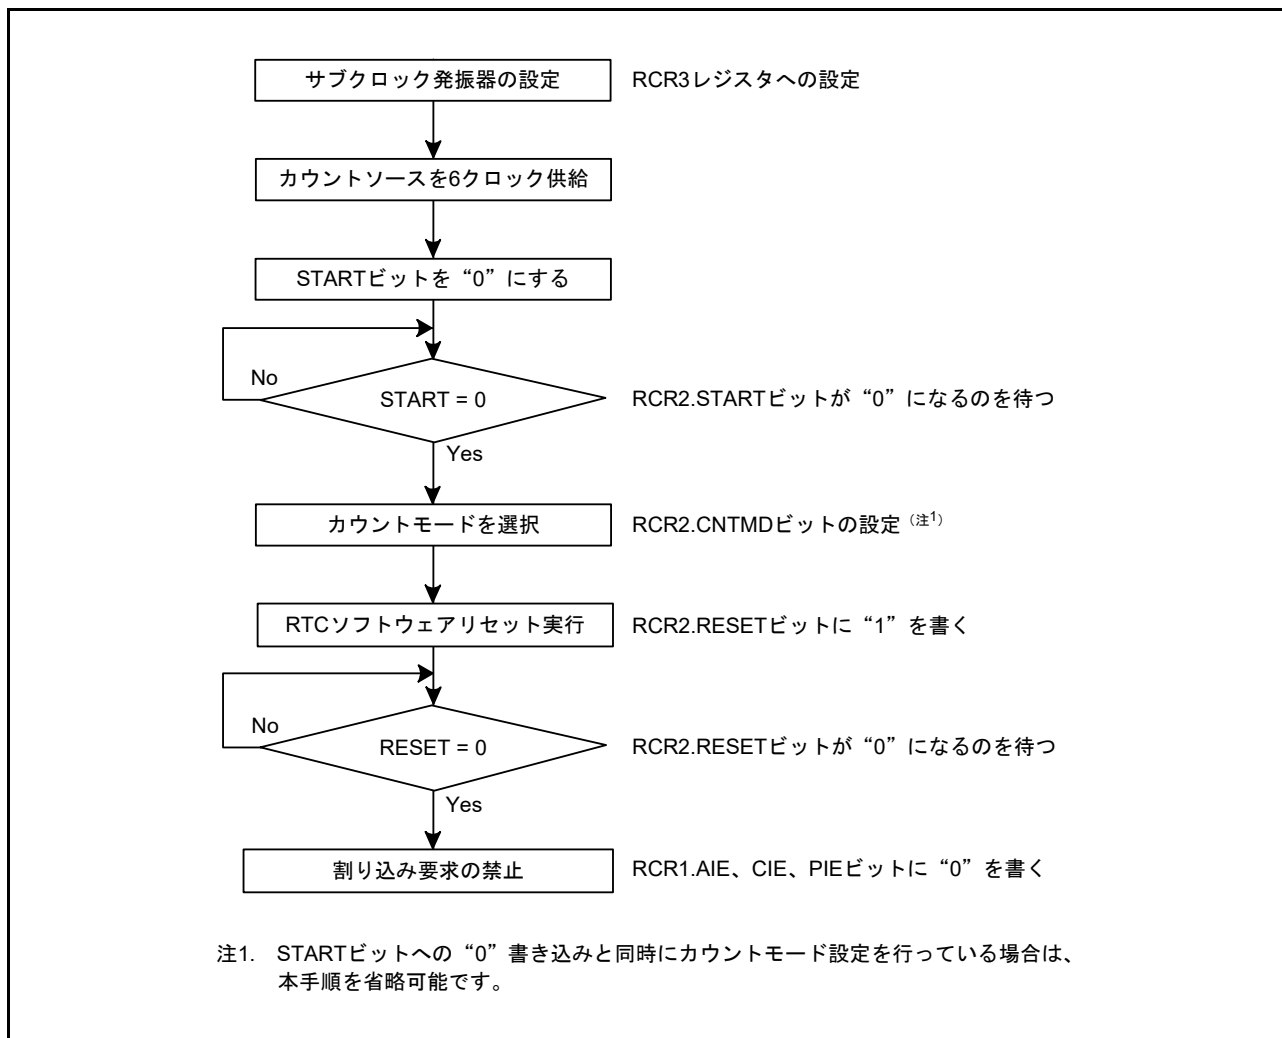 サブクロック発振器の設定 RCR3レジスタへの設定
カウントソースを6クロック供給
STARTビットを“0”にする
No
START = 0 RCR2.STARTビットが“0”になるのを待つ
Yes
カウントモードを選択 RCR2.CNTMDビットの設定（注1）
RTCソフトウェアリセット実行 RCR2.RESETビットに“1”を書く
No
RESET = 0 RCR2.RESETビットが“0”になるのを待つ
Yes
割り込み要求の禁止 RCR1.AIE、CIE、PIEビットに“0”を書く
注1. STARTビットへの“0”書き込みと同時にカウントモード設定を行っている場合は、
本手順を省略可能です。